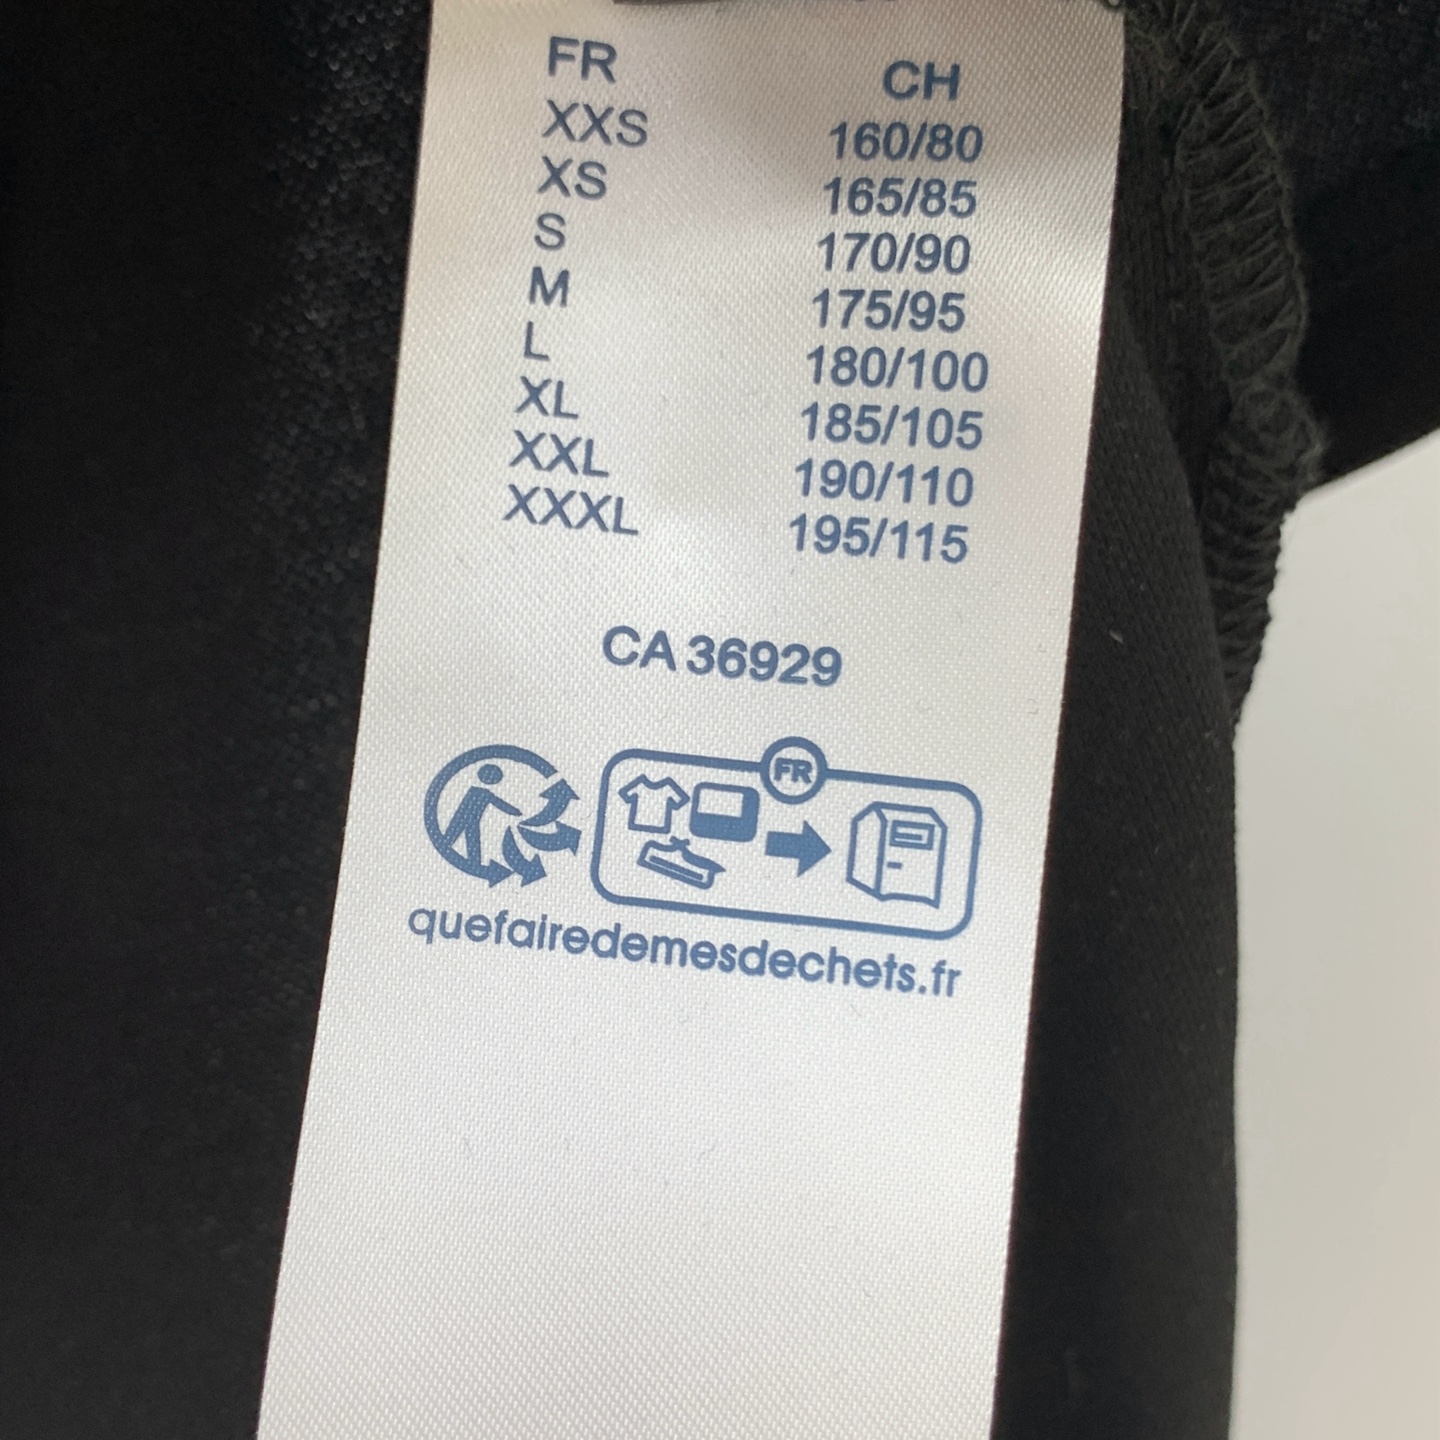 FR CH
XXS 160/80
XS 165/85
S 170/90
M 175/95
L 180/100
XL 185/105
XXL 190/110
XXXL 195/115
CA 36929
FR
quefairedemesdechets.fr